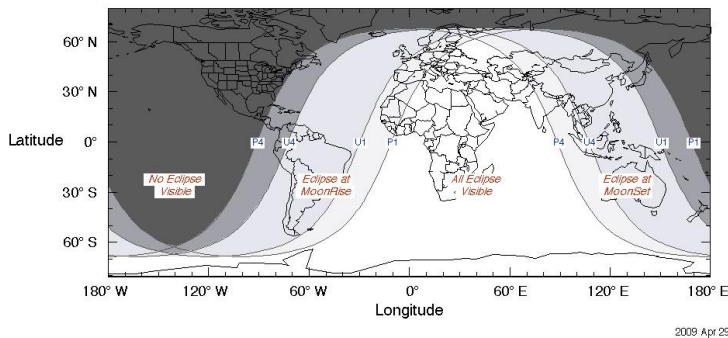 60° N
30° N
Latitude
0°
30° S
60° S
P4
U4
U1
P1
P4
U4
U1
P1
No Eclipse
Visible
Eclipse at
MoonRise
All Eclipse
Visible
Eclipse at
MoonSet
180° W
120° W
60° W
0°
60° E
120° E
180° E
Longitude
2009 Apr 29